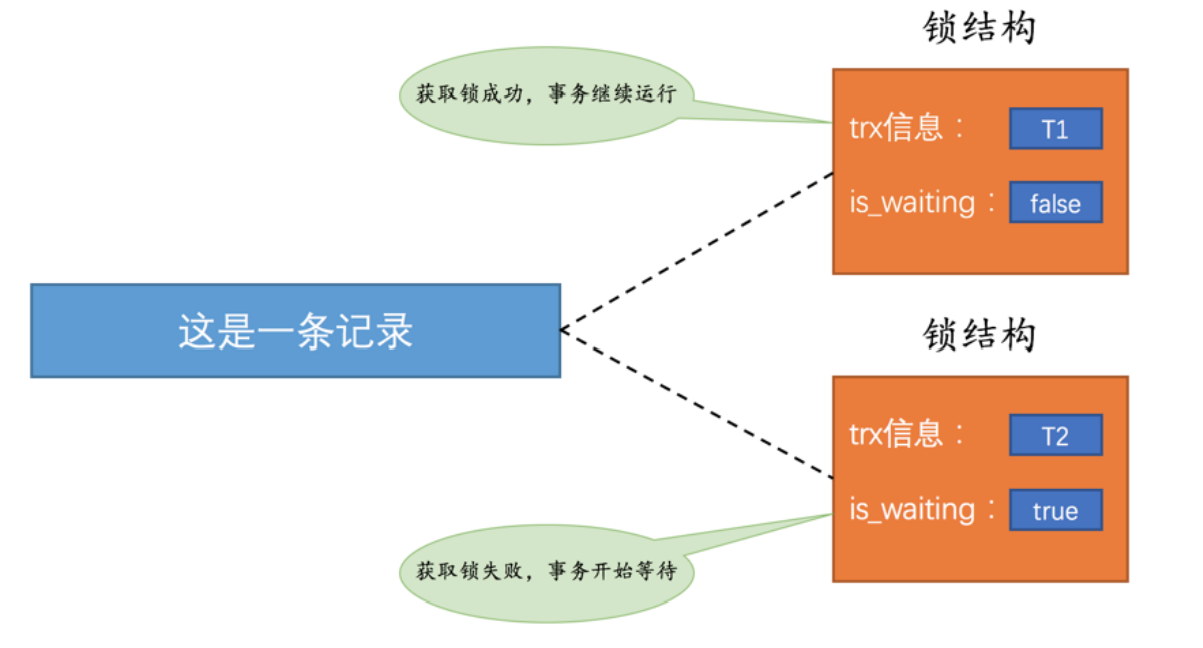 锁结构
获取锁成功，事务继续运行
trx信息： T1
is_waiting： false
这是一条记录
锁结构
trx信息： T2
is_waiting： true
获取锁失败，事务开始等待